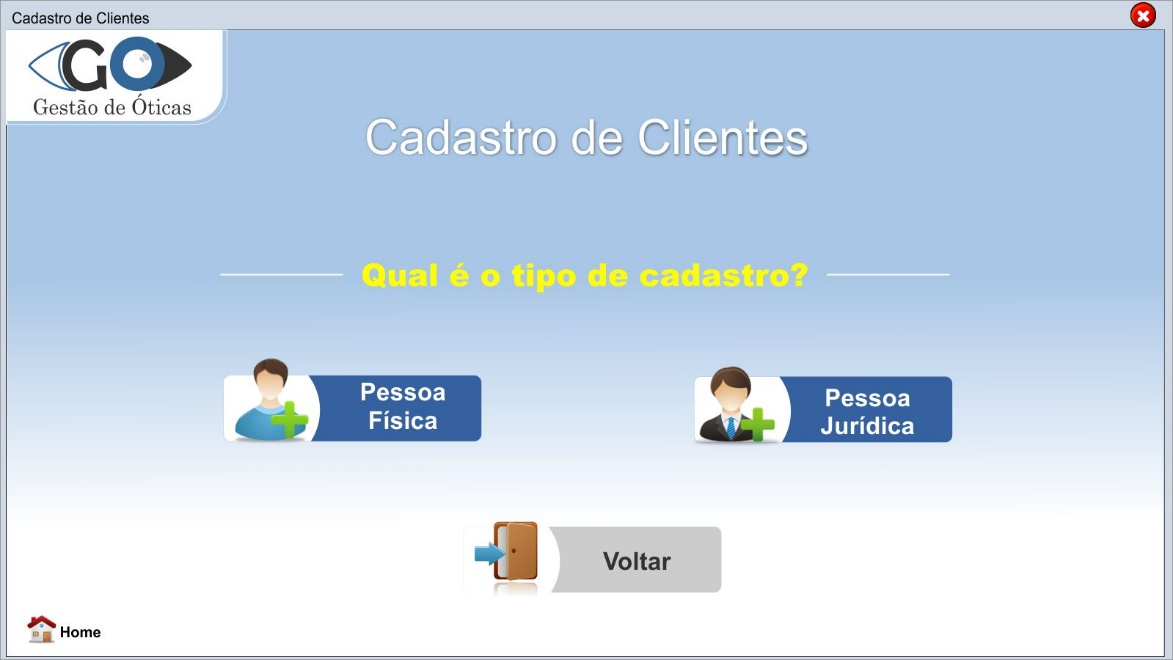 Cadastro de Clientes
GO
Gestão de Óticas
Cadastro de Clientes
Qual é o tipo de cadastro?
Pessoa
Física
Pessoa
Jurídica
Voltar
Home